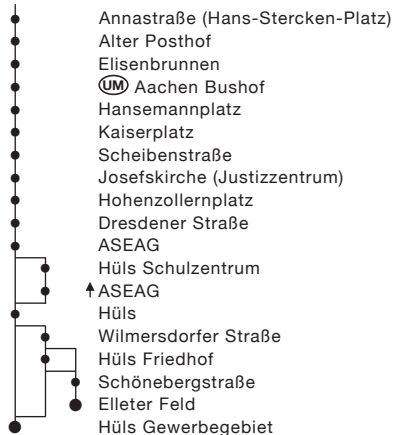 Annastraße (Hans-Stercken-Platz)
Alter Posthof
Elisenbrunnen
UM Aachen Bushof
Hansemannplatz
Kaiserplatz
Scheibenstraße
Josefskirche (Justizzentrum)
Hohenzollernplatz
Dresdener Straße
ASEAG
Hüls Schulzentrum
ASEAG
Hüls
Wilmersdorfer Straße
Hüls Friedhof
Schönebergstraße
Elleter Feld
Hüls Gewerbegebiet